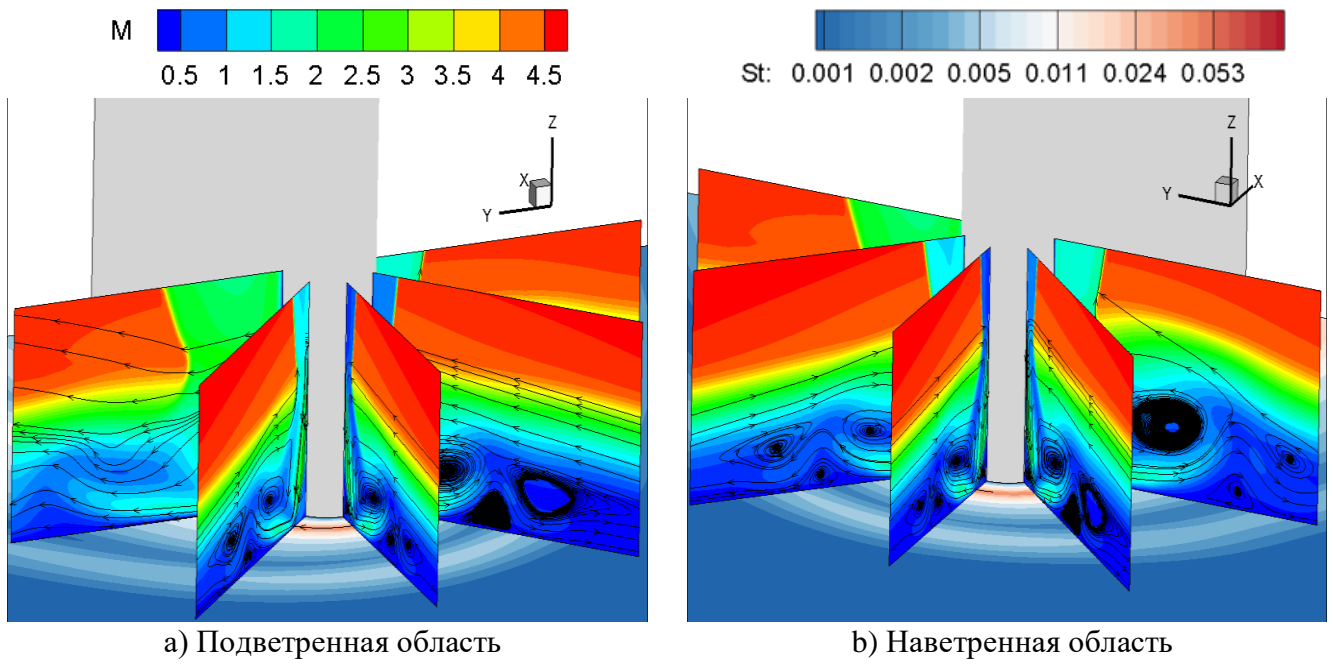 M
0.5 1 1.5 2 2.5 3 3.5 4 4.5
St: 0.001 0.002 0.005 0.011 0.024 0.053
Z
X
Y
Z
X
Y
a) Подветренная область
b) Наветренная область